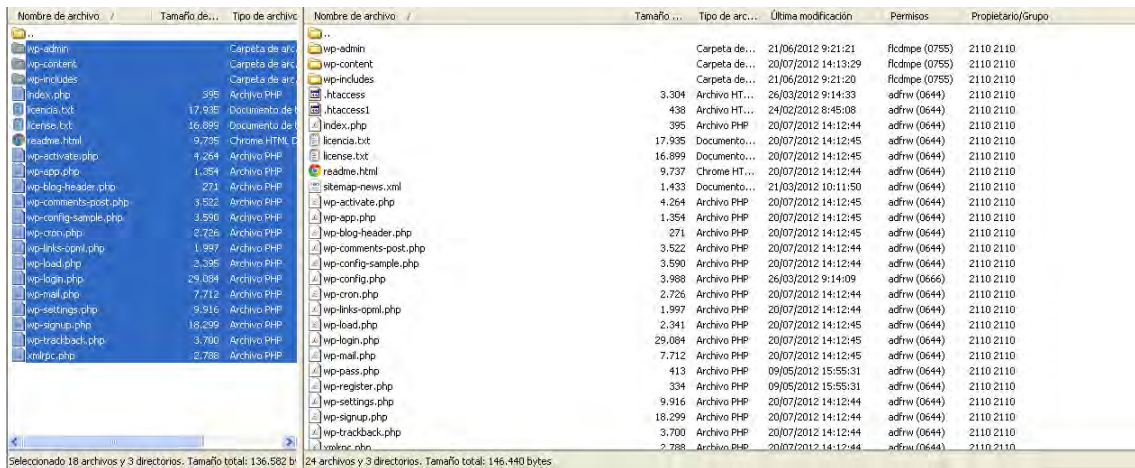 Nombre de archivo / Tamaño de... Tipo de archivo
..
wp-admin Carpeta de arc.
wp-content Carpeta de arc.
wp-includes Carpeta de arc.
index.php 395 Archivo PHP
licencia.txt 17.935 Documento de t
license.txt 16.899 Documento de t
readme.html 9.735 Chrome HTML D
wp-activate.php 4.264 Archivo PHP
wp-app.php 1.354 Archivo PHP
wp-blog-header.php 271 Archivo PHP
wp-comments-post.php 3.522 Archivo PHP
wp-config-sample.php 3.590 Archivo PHP
wp-cron.php 2.726 Archivo PHP
wp-links-opml.php 1.997 Archivo PHP
wp-load.php 2.395 Archivo PHP
wp-login.php 29.084 Archivo PHP
wp-mail.php 7.712 Archivo PHP
wp-settings.php 9.916 Archivo PHP
wp-signup.php 18.299 Archivo PHP
wp-trackback.php 3.700 Archivo PHP
xmlrpc.php 2.788 Archivo PHP
Seleccionado 18 archivos y 3 directorios. Tamaño total: 136.582 b
Nombre de archivo / Tamaño ... Tipo de arc... Última modificación Permisos Propietario/Grupo
..
wp-admin Carpeta de... 21/06/2012 9:21:21 flcdmpe (0755) 2110 2110
wp-content Carpeta de... 20/07/2012 14:13:29 flcdmpe (0755) 2110 2110
wp-includes Carpeta de... 21/06/2012 9:21:20 flcdmpe (0755) 2110 2110
.htaccess 3.304 Archivo HT... 26/03/2012 9:14:33 adfrw (0644) 2110 2110
.htaccess1 438 Archivo HT... 24/02/2012 8:45:08 adfrw (0644) 2110 2110
index.php 395 Archivo PHP 20/07/2012 14:12:44 adfrw (0644) 2110 2110
licencia.txt 17.935 Documento... 20/07/2012 14:12:45 adfrw (0644) 2110 2110
license.txt 16.899 Documento... 20/07/2012 14:12:45 adfrw (0644) 2110 2110
readme.html 9.737 Chrome HT... 20/07/2012 14:12:44 adfrw (0644) 2110 2110
sitemap-news.xml 1.433 Documento... 21/03/2012 10:11:50 adfrw (0644) 2110 2110
wp-activate.php 4.264 Archivo PHP 20/07/2012 14:12:45 adfrw (0644) 2110 2110
wp-app.php 1.354 Archivo PHP 20/07/2012 14:12:45 adfrw (0644) 2110 2110
wp-blog-header.php 271 Archivo PHP 20/07/2012 14:12:45 adfrw (0644) 2110 2110
wp-comments-post.php 3.522 Archivo PHP 20/07/2012 14:12:44 adfrw (0644) 2110 2110
wp-config-sample.php 3.590 Archivo PHP 20/07/2012 14:12:44 adfrw (0644) 2110 2110
wp-config.php 3.988 Archivo PHP 26/03/2012 9:14:09 adfrw (0666) 2110 2110
wp-cron.php 2.726 Archivo PHP 20/07/2012 14:12:44 adfrw (0644) 2110 2110
wp-links-opml.php 1.997 Archivo PHP 20/07/2012 14:12:44 adfrw (0644) 2110 2110
wp-load.php 2.341 Archivo PHP 20/07/2012 14:12:45 adfrw (0644) 2110 2110
wp-login.php 29.084 Archivo PHP 20/07/2012 14:12:45 adfrw (0644) 2110 2110
wp-mail.php 7.712 Archivo PHP 20/07/2012 14:12:45 adfrw (0644) 2110 2110
wp-pass.php 413 Archivo PHP 09/05/2012 15:55:31 adfrw (0644) 2110 2110
wp-register.php 334 Archivo PHP 09/05/2012 15:55:31 adfrw (0644) 2110 2110
wp-settings.php 9.916 Archivo PHP 20/07/2012 14:12:44 adfrw (0644) 2110 2110
wp-signup.php 18.299 Archivo PHP 20/07/2012 14:12:44 adfrw (0644) 2110 2110
wp-trackback.php 3.700 Archivo PHP 20/07/2012 14:12:44 adfrw (0644) 2110 2110
xmlrpc.php 2.788 Archivo PHP 20/07/2012 14:12:44 adfrw (0644) 2110 2110
24 archivos y 3 directorios. Tamaño total: 146.440 bytes